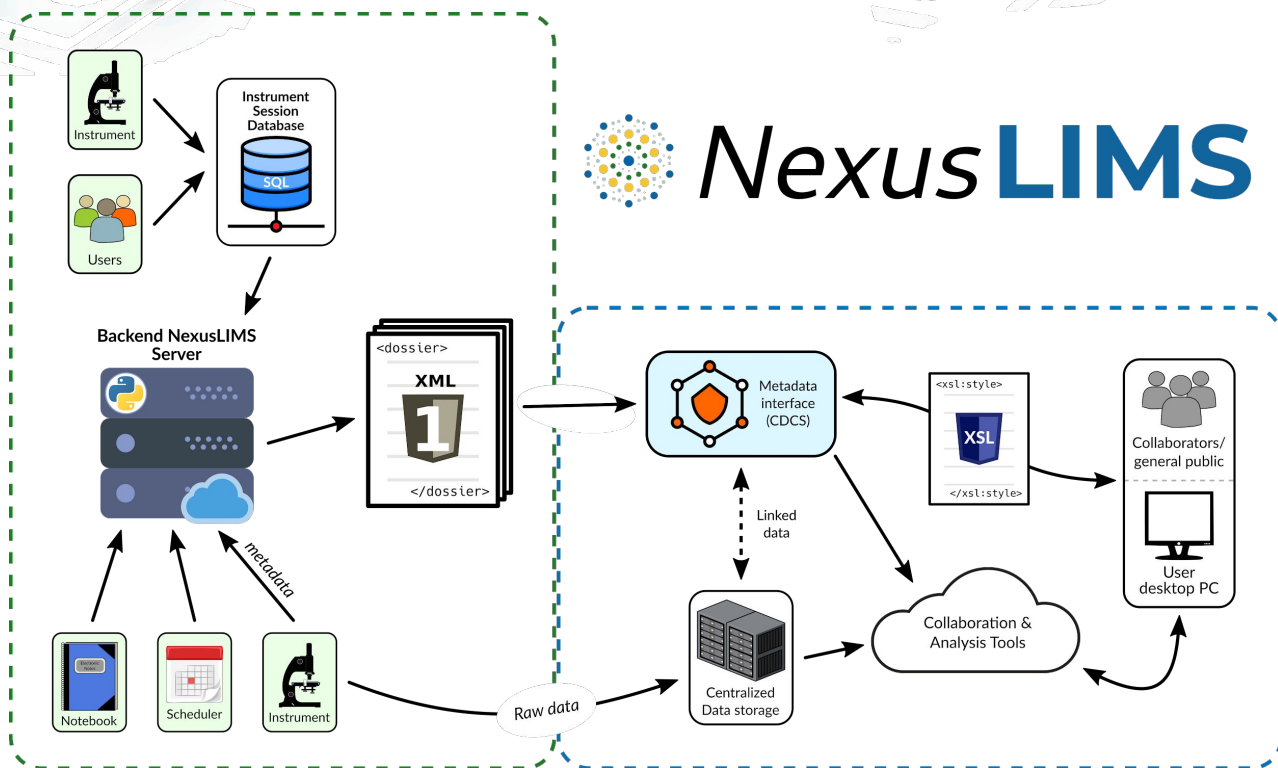 Instrument
Users
Instrument
Session
Database
SQL
Nexus LIMS
Backend NexusLIMS
Server
<dossier>
XML
1
</dossier>
metadata
Notebook
Scheduler
Instrument
Raw data
Metadata
interface
(CDCS)
Linked
data
Centralized
Data storage
<xsl:style>
XSL
</xsl:style>
Collaboration &
Analysis Tools
Collaborators/
general public
User
desktop PC